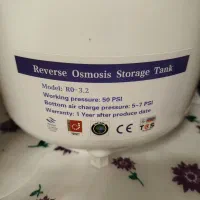 Reverse Osmosis Storage Tank
Model: RO-3.2
Working pressure: 50 PSI
Bottom air charge pressure: 5~7 PSI
Warranty: 1 Year after produce date
CE